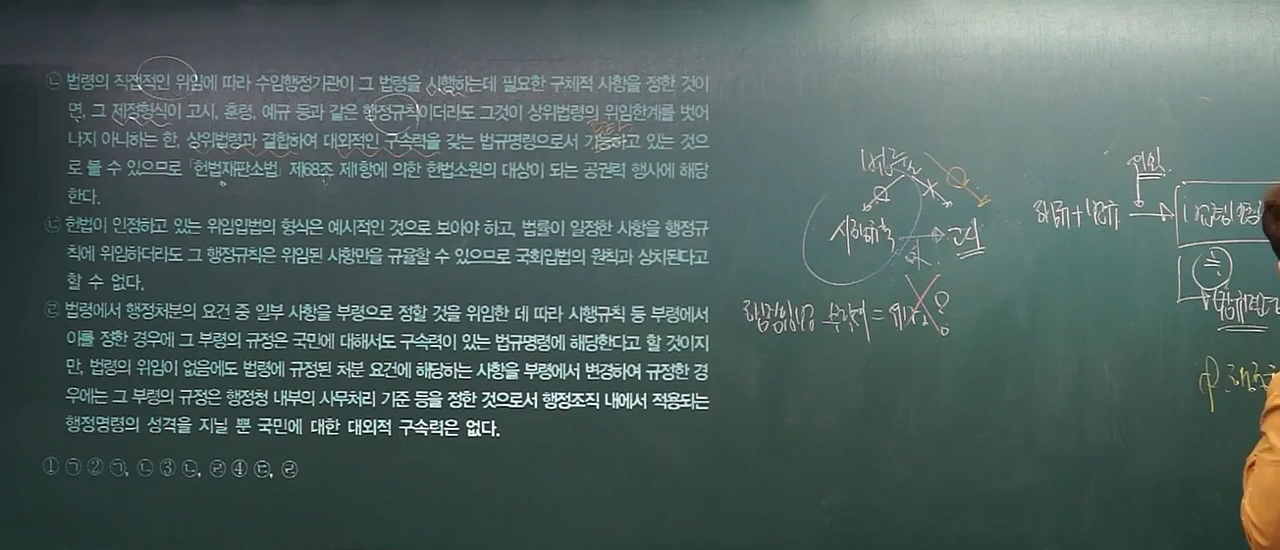 ㉡ 법령의 직접적인 위임에 따라 수임행정기관이 그 법령을 시행하는데 필요한 구체적 사항을 정한 것이
면, 그 제정형식이 고시, 훈령, 예규 등과 같은 행정규칙이더라도 그것이 상위법령의 위임한계를 벗어
나지 아니하는 한, 상위법령과 결합하여 대외적인 구속력을 갖는 법규명령으로서 기능하고 있는 것으
로 볼 수 있으므로 「헌법재판소법」 제68조 제1항에 의한 헌법소원의 대상이 되는 공권력 행사에 해당
한다.
㉢ 헌법이 인정하고 있는 위임입법의 형식은 예시적인 것으로 보아야 하고, 법률이 일정한 사항을 행정규
칙에 위임하더라도 그 행정규칙은 위임된 사항만을 규율할 수 있으므로 국회입법의 원칙과 상치된다고
할 수 없다.
㉣ 법령에서 행정처분의 요건 중 일부 사항을 부령으로 정할 것을 위임한 데 따라 시행규칙 등 부령에서
이를 정한 경우에 그 부령의 규정은 국민에 대해서도 구속력이 있는 법규명령에 해당한다고 할 것이지
만, 법령의 위임이 없음에도 법령에 규정된 처분 요건에 해당하는 사항을 부령에서 변경하여 규정한 경
우에는 그 부령의 규정은 행정청 내부의 사무처리 기준 등을 정한 것으로서 행정조직 내에서 적용되는
행정명령의 성격을 지닐 뿐 국민에 대한 대외적 구속력은 없다.
① ㉠ ② ㉠, ㉡ ③ ㉡, ㉣ ④ ㉢, ㉣
위임
시행규칙
고시